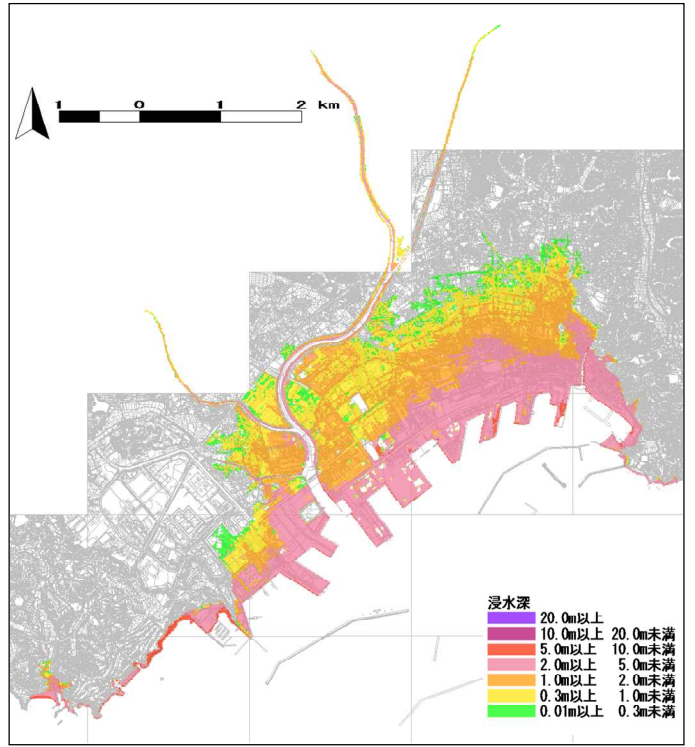 1 0 1 2 km
浸水深
20.0m以上
10.0m以上 20.0m未満
5.0m以上 10.0m未満
2.0m以上 5.0m未満
1.0m以上 2.0m未満
0.3m以上 1.0m未満
0.01m以上 0.3m未満